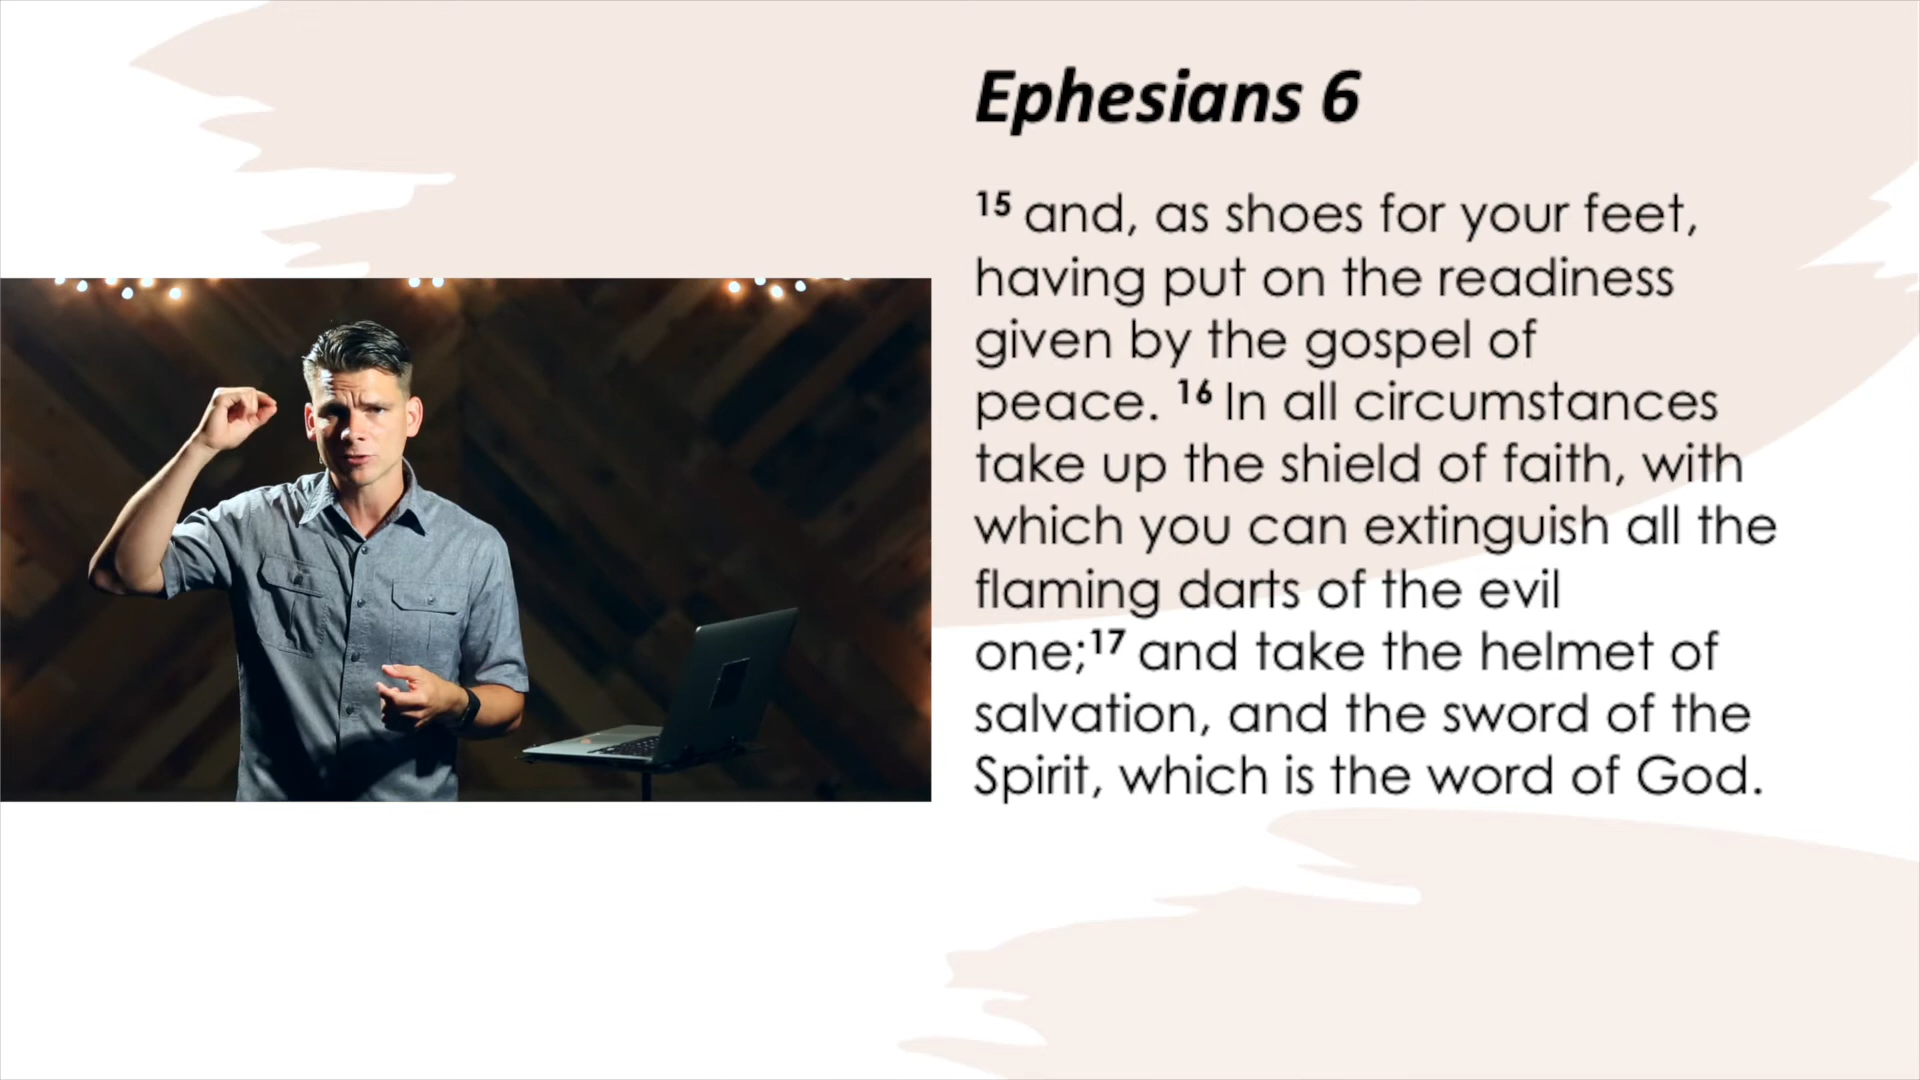 Ephesians 6
15 and, as shoes for your feet,
having put on the readiness
given by the gospel of
peace. 16 In all circumstances
take up the shield of faith, with
which you can extinguish all the
flaming darts of the evil
one;17 and take the helmet of
salvation, and the sword of the
Spirit, which is the word of God.